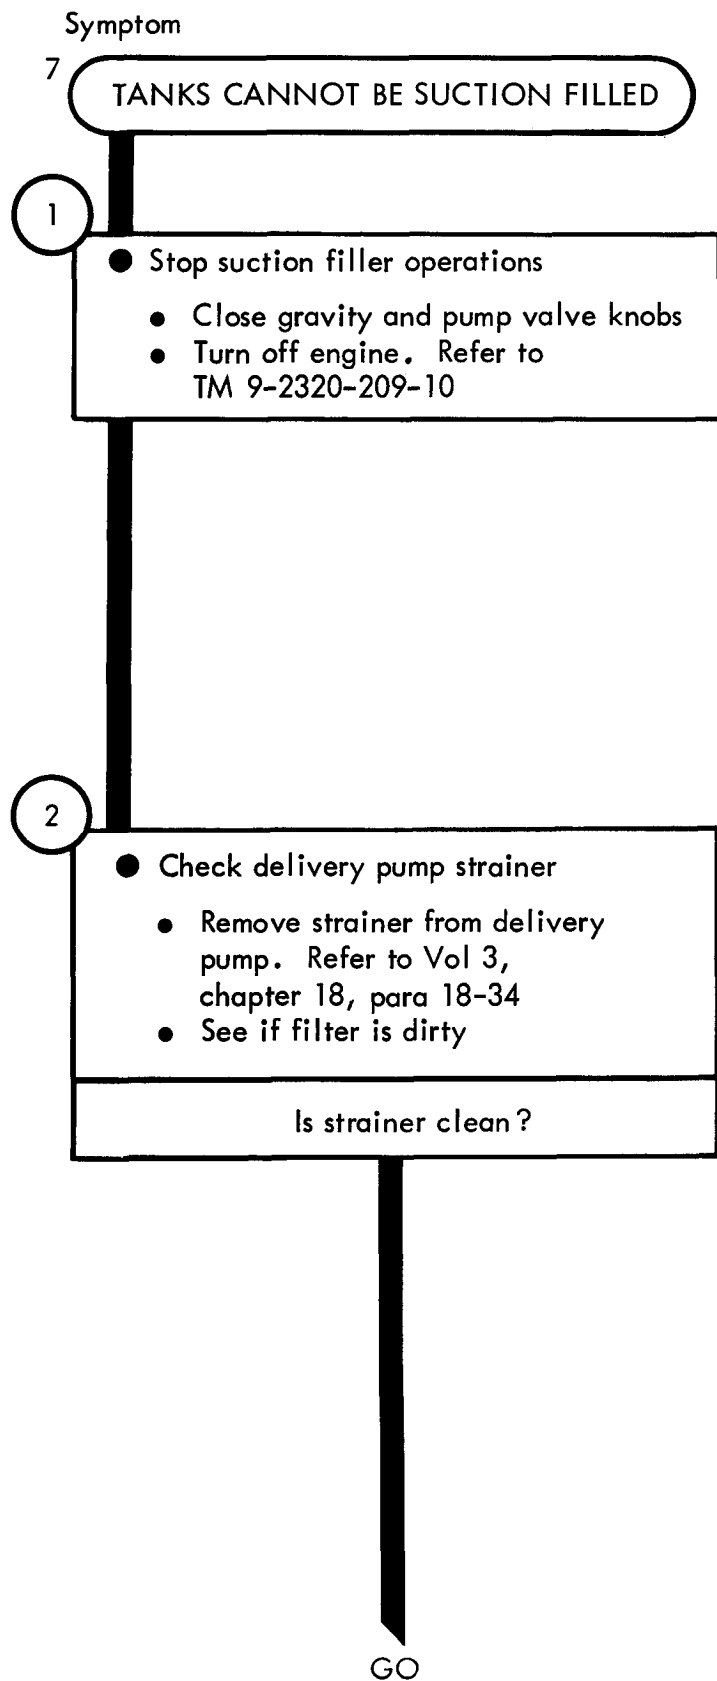 Symptom
7
TANKS CANNOT BE SUCTION FILLED
1
● Stop suction filler operations
● Close gravity and pump valve knobs
● Turn off engine. Refer to
TM 9-2320-209-10
2
● Check delivery pump strainer
● Remove strainer from delivery
pump. Refer to Vol 3,
chapter 18, para 18-34
● See if filter is dirty
Is strainer clean?
GO